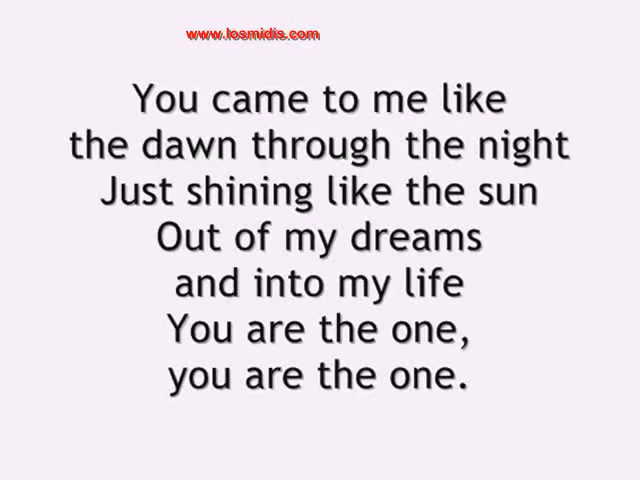 www.losmidis.com
You came to me like
the dawn through the night
Just shining like the sun
Out of my dreams
and into my life
You are the one,
you are the one.